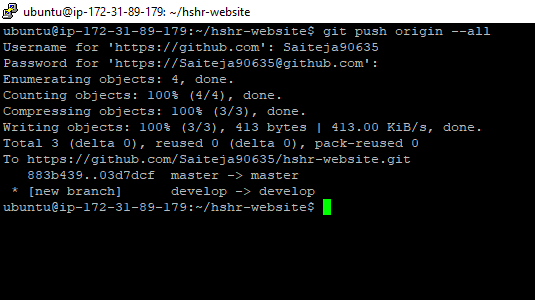 ubuntu@ip-172-31-89-179: ~/hshr-website
ubuntu@ip-172-31-89-179:~/hshr-website$ git push origin --all
Username for 'https://github.com': Saiteja90635
Password for 'https://Saiteja90635@github.com':
Enumerating objects: 4, done.
Counting objects: 100% (4/4), done.
Compressing objects: 100% (3/3), done.
Writing objects: 100% (3/3), 413 bytes | 413.00 KiB/s, done.
Total 3 (delta 0), reused 0 (delta 0), pack-reused 0
To https://github.com/Saiteja90635/hshr-website.git
   883b439..03d7dcf  master -> master
 * [new branch]      develop -> develop
ubuntu@ip-172-31-89-179:~/hshr-website$